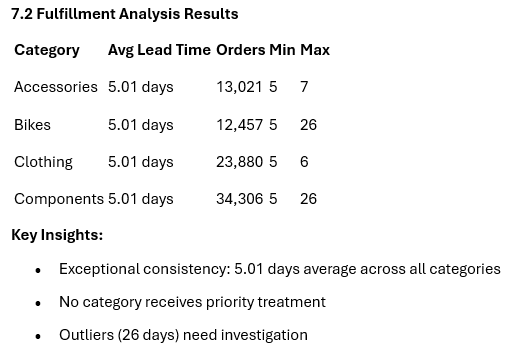 7.2 Fulfillment Analysis Results
Category Avg Lead Time Orders Min Max
Accessories 5.01 days 13,021 5 7
Bikes 5.01 days 12,457 5 26
Clothing 5.01 days 23,880 5 6
Components 5.01 days 34,306 5 26
Key Insights:
• Exceptional consistency: 5.01 days average across all categories
• No category receives priority treatment
• Outliers (26 days) need investigation